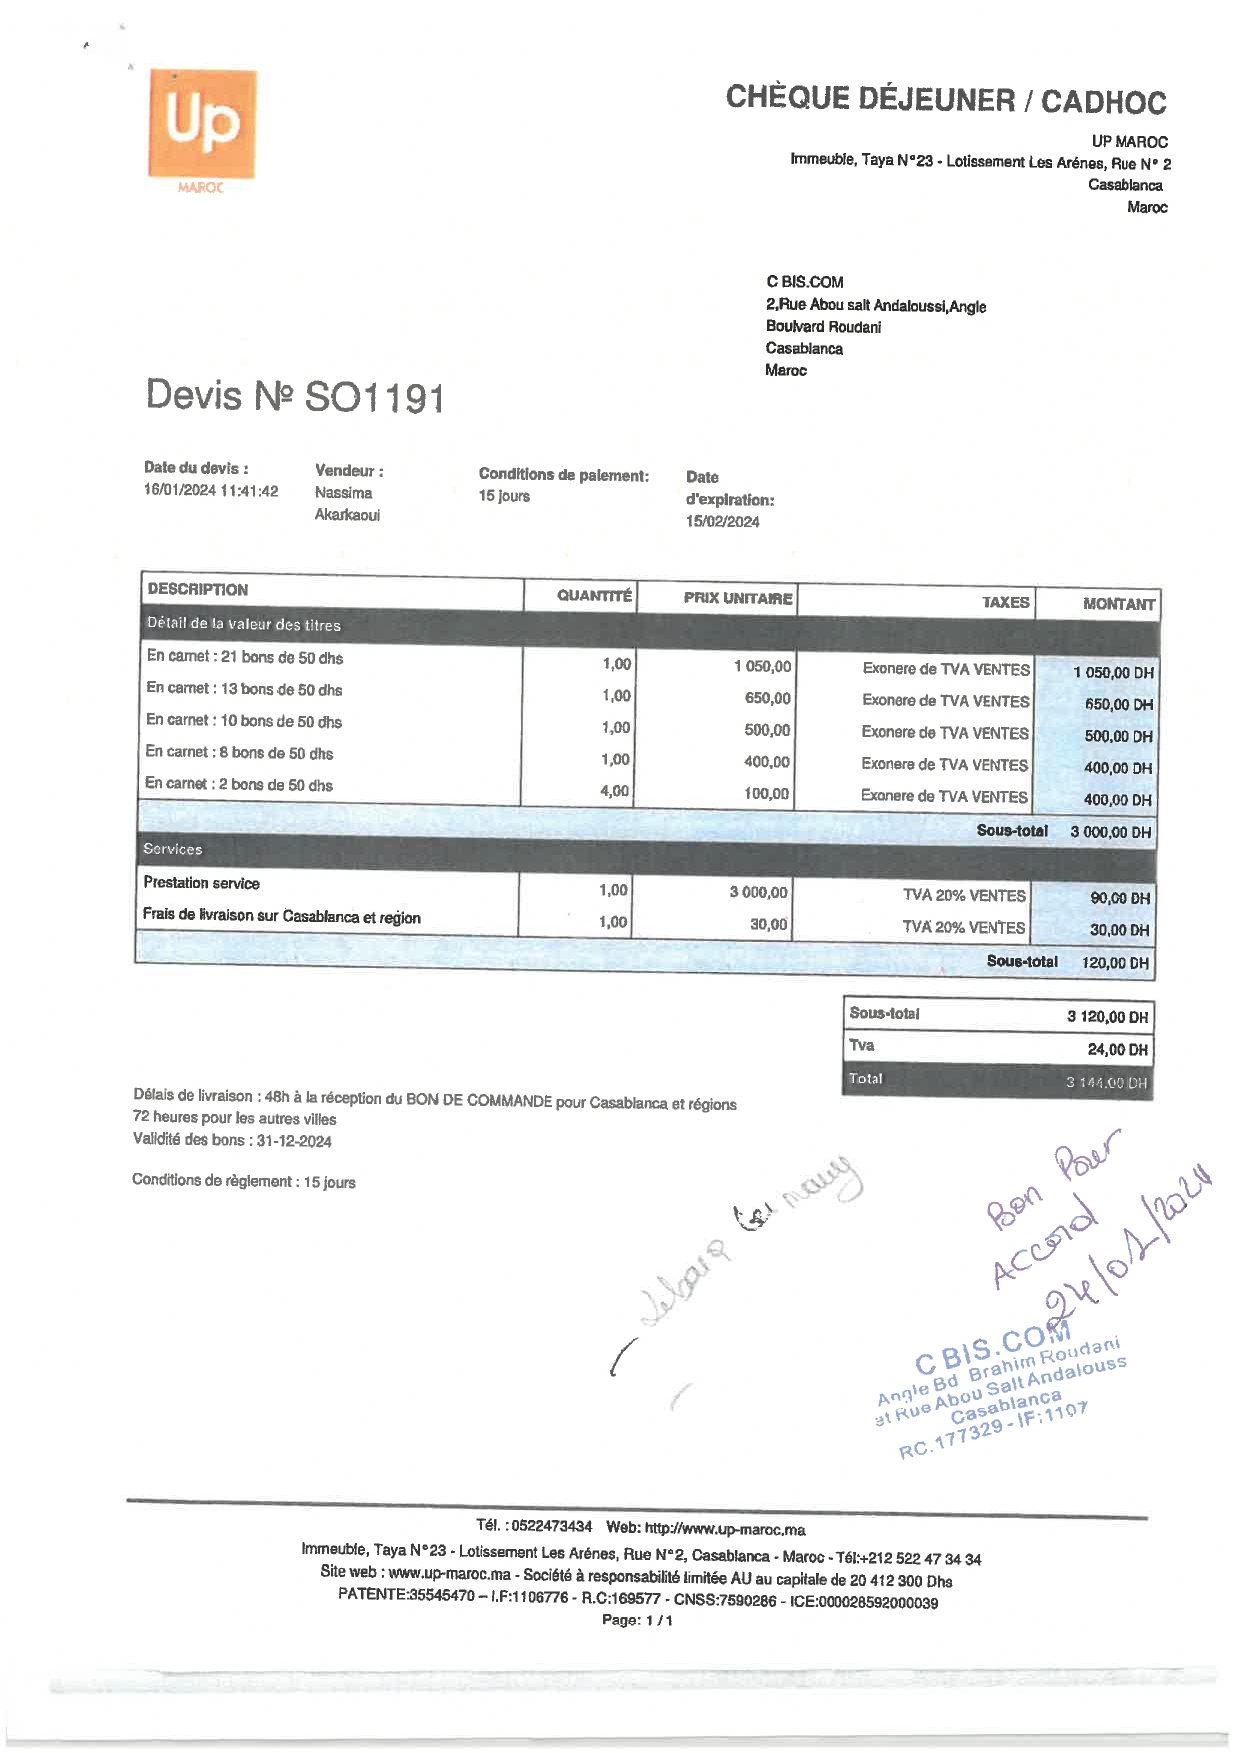 Up
MAROC
CHÈQUE DÉJEUNER / CADHOC
UP MAROC
Immeuble, Taya N°23 - Lotissement Les Arénes, Rue N° 2
Casablanca
Maroc
C BIS.COM
2,Rue Abou salt Andaloussi,Angle
Boulvard Roudani
Casablanca
Maroc
Devis Nº SO1191
Date du devis :
16/01/2024 11:41:42
Vendeur :
Nassima
Akarkaoui
Conditions de paiement:
15 jours
Date
d'expiration:
15/02/2024
DESCRIPTION QUANTITÉ PRIX UNITAIRE TAXES MONTANT
Détail de la valeur des titres
En carnet : 21 bons de 50 dhs 1,00 1 050,00 Exonere de TVA VENTES 1 050,00 DH
En carnet : 13 bons de 50 dhs 1,00 650,00 Exonere de TVA VENTES 650,00 DH
En carnet : 10 bons de 50 dhs 1,00 500,00 Exonere de TVA VENTES 500,00 DH
En carnet : 8 bons de 50 dhs 1,00 400,00 Exonere de TVA VENTES 400,00 DH
En carnet : 2 bons de 50 dhs 4,00 100,00 Exonere de TVA VENTES 400,00 DH
Sous-total 3 000,00 DH
Services
Prestation service 1,00 3 000,00 TVA 20% VENTES 90,00 DH
Frais de livraison sur Casablanca et region 1,00 30,00 TVA 20% VENTES 30,00 DH
Sous-total 120,00 DH
Sous-total 3 120,00 DH
Tva 24,00 DH
Total 3 144,00 DH
Délais de livraison : 48h à la réception du BON DE COMMANDE pour Casablanca et régions
72 heures pour les autres villes
Validité des bons : 31-12-2024
Conditions de règlement : 15 jours
Bon Pour
Accord
24/01/2024
C BIS.COM
Angle Bd Brahim Roudani
et Rue Abou Salt Andalouss
Casablanca
RC.177329 - IF:1107
Tél. : 0522473434 Web: http://www.up-maroc.ma
Immeuble, Taya N°23 - Lotissement Les Arénes, Rue N°2, Casablanca - Maroc - Tél:+212 522 47 34 34
Site web : www.up-maroc.ma - Société à responsabilité limitée AU au capitale de 20 412 300 Dhs
PATENTE:35545470 – I.F:1106776 - R.C:169577 - CNSS:7590286 - ICE:000028592000039
Page: 1 / 1